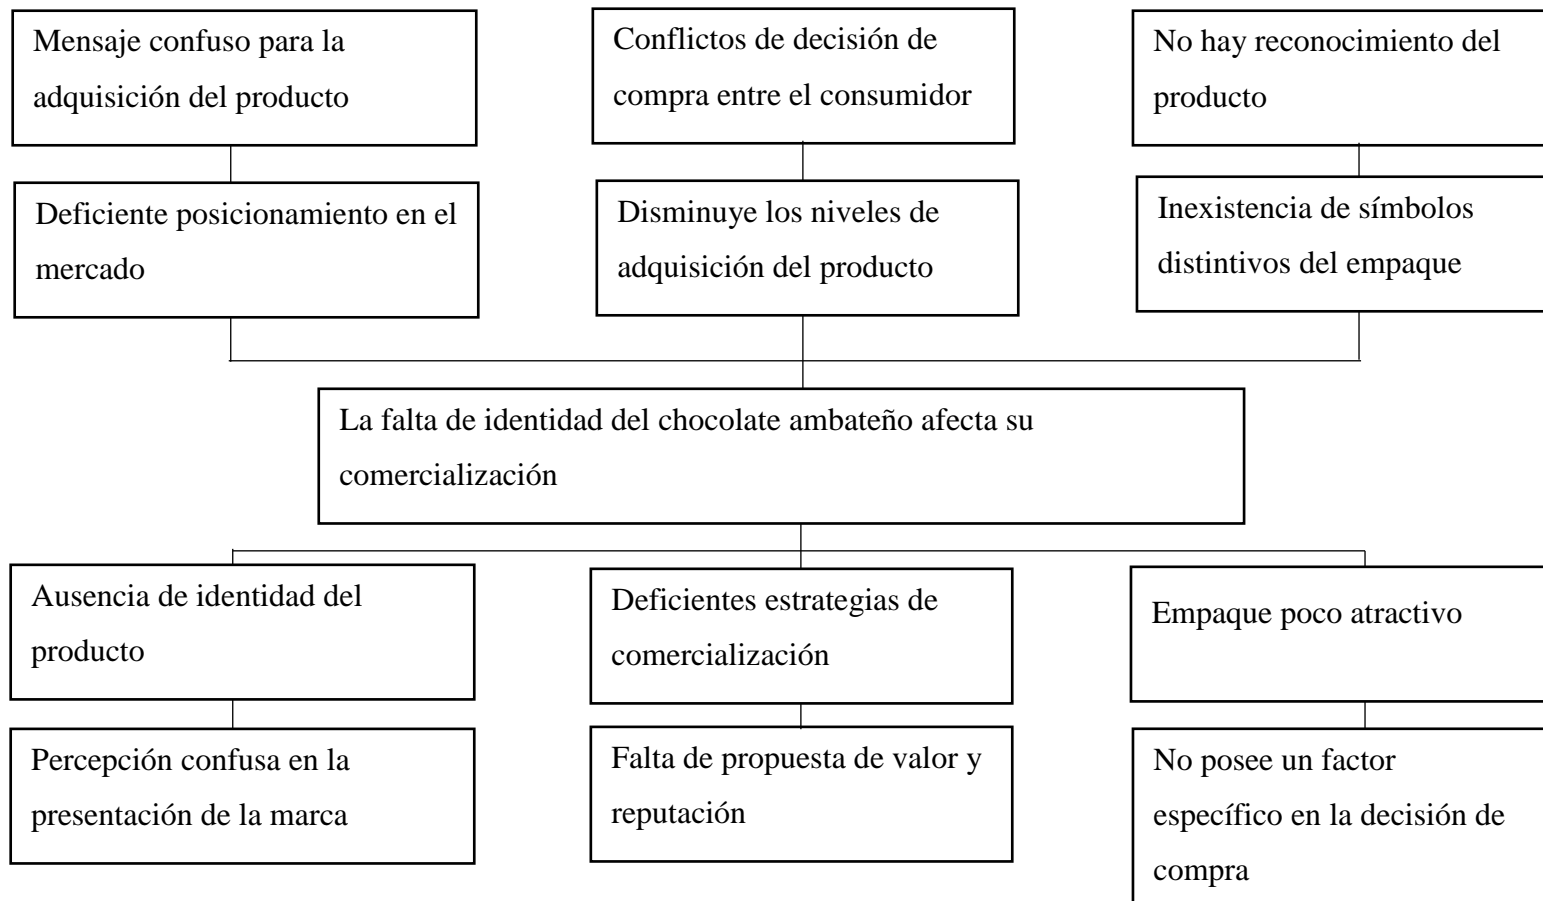 Mensaje confuso para la
adquisición del producto
Conflictos de decisión de
compra entre el consumidor
No hay reconocimiento del
producto
Deficiente posicionamiento en el
mercado
Disminuye los niveles de
adquisición del producto
Inexistencia de símbolos
distintivos del empaque
La falta de identidad del chocolate ambateño afecta su
comercialización
Ausencia de identidad del
producto
Deficientes estrategias de
comercialización
Empaque poco atractivo
Percepción confusa en la
presentación de la marca
Falta de propuesta de valor y
reputación
No posee un factor
específico en la decisión de
compra